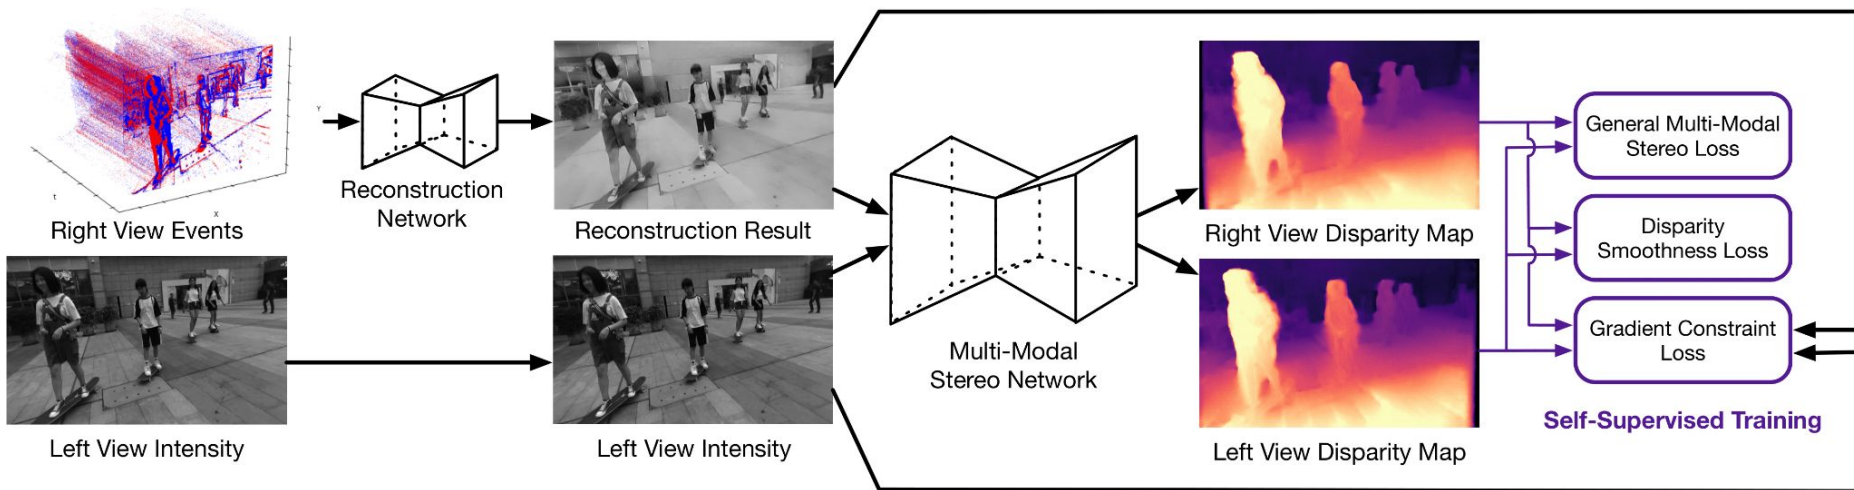 Y
t
x
Right View Events
Reconstruction
Network
Reconstruction Result
Left View Intensity
Left View Intensity
Multi-Modal
Stereo Network
Right View Disparity Map
Left View Disparity Map
General Multi-Modal
Stereo Loss
Disparity
Smoothness Loss
Gradient Constraint
Loss
Self-Supervised Training